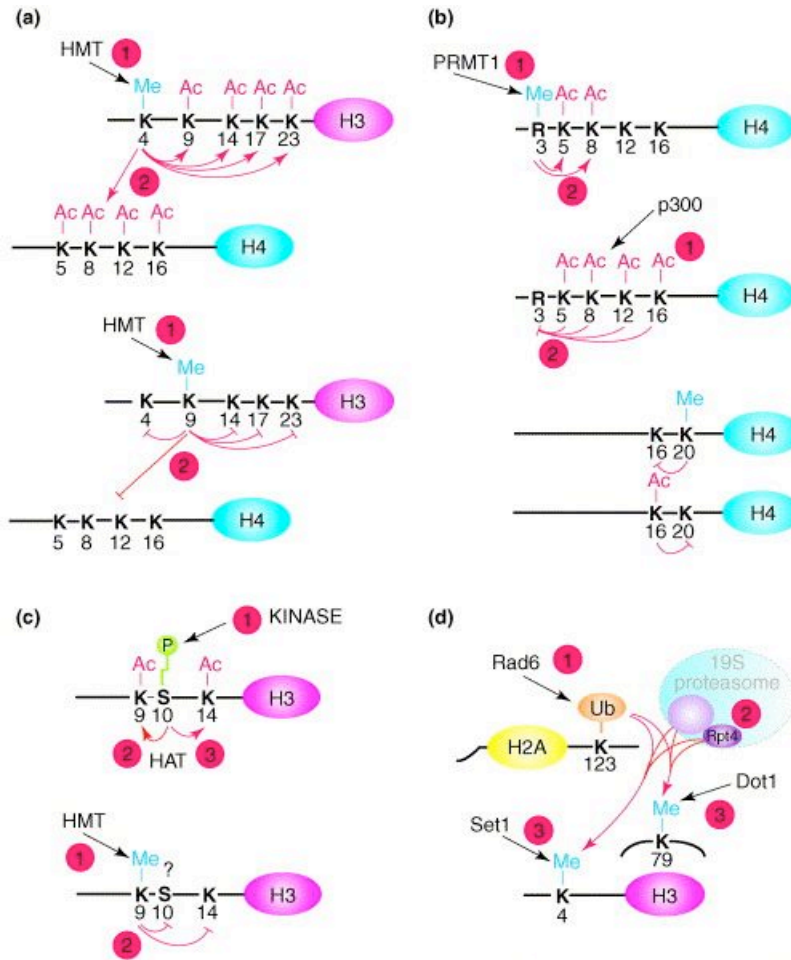 (a)
HMT 1
Me Ac Ac Ac Ac
K K K K K H3
4 9 14 17 23
2
Ac Ac Ac Ac
K K K K H4
5 8 12 16
HMT 1
Me
K K K K K H3
4 9 14 17 23
2
K K K K H4
5 8 12 16
(b)
PRMT1 1
Me Ac Ac
R K K K K H4
3 5 8 12 16
2
p300
Ac Ac Ac Ac 1
R K K K K H4
3 5 8 12 16
2
Me
K K H4
16 20
Ac
K K H4
16 20
(c)
1 KINASE
P
Ac Ac
K S K H3
9 10 14
2 HAT 3
HMT
1 Me ?
K S K H3
9 10 14
2
(d)
Rad6 1
19S
proteasome
Ub 2
Rpt4
H2A K
123
Dot1
Me 3
K
79
Set1 3
Me
K H3
4